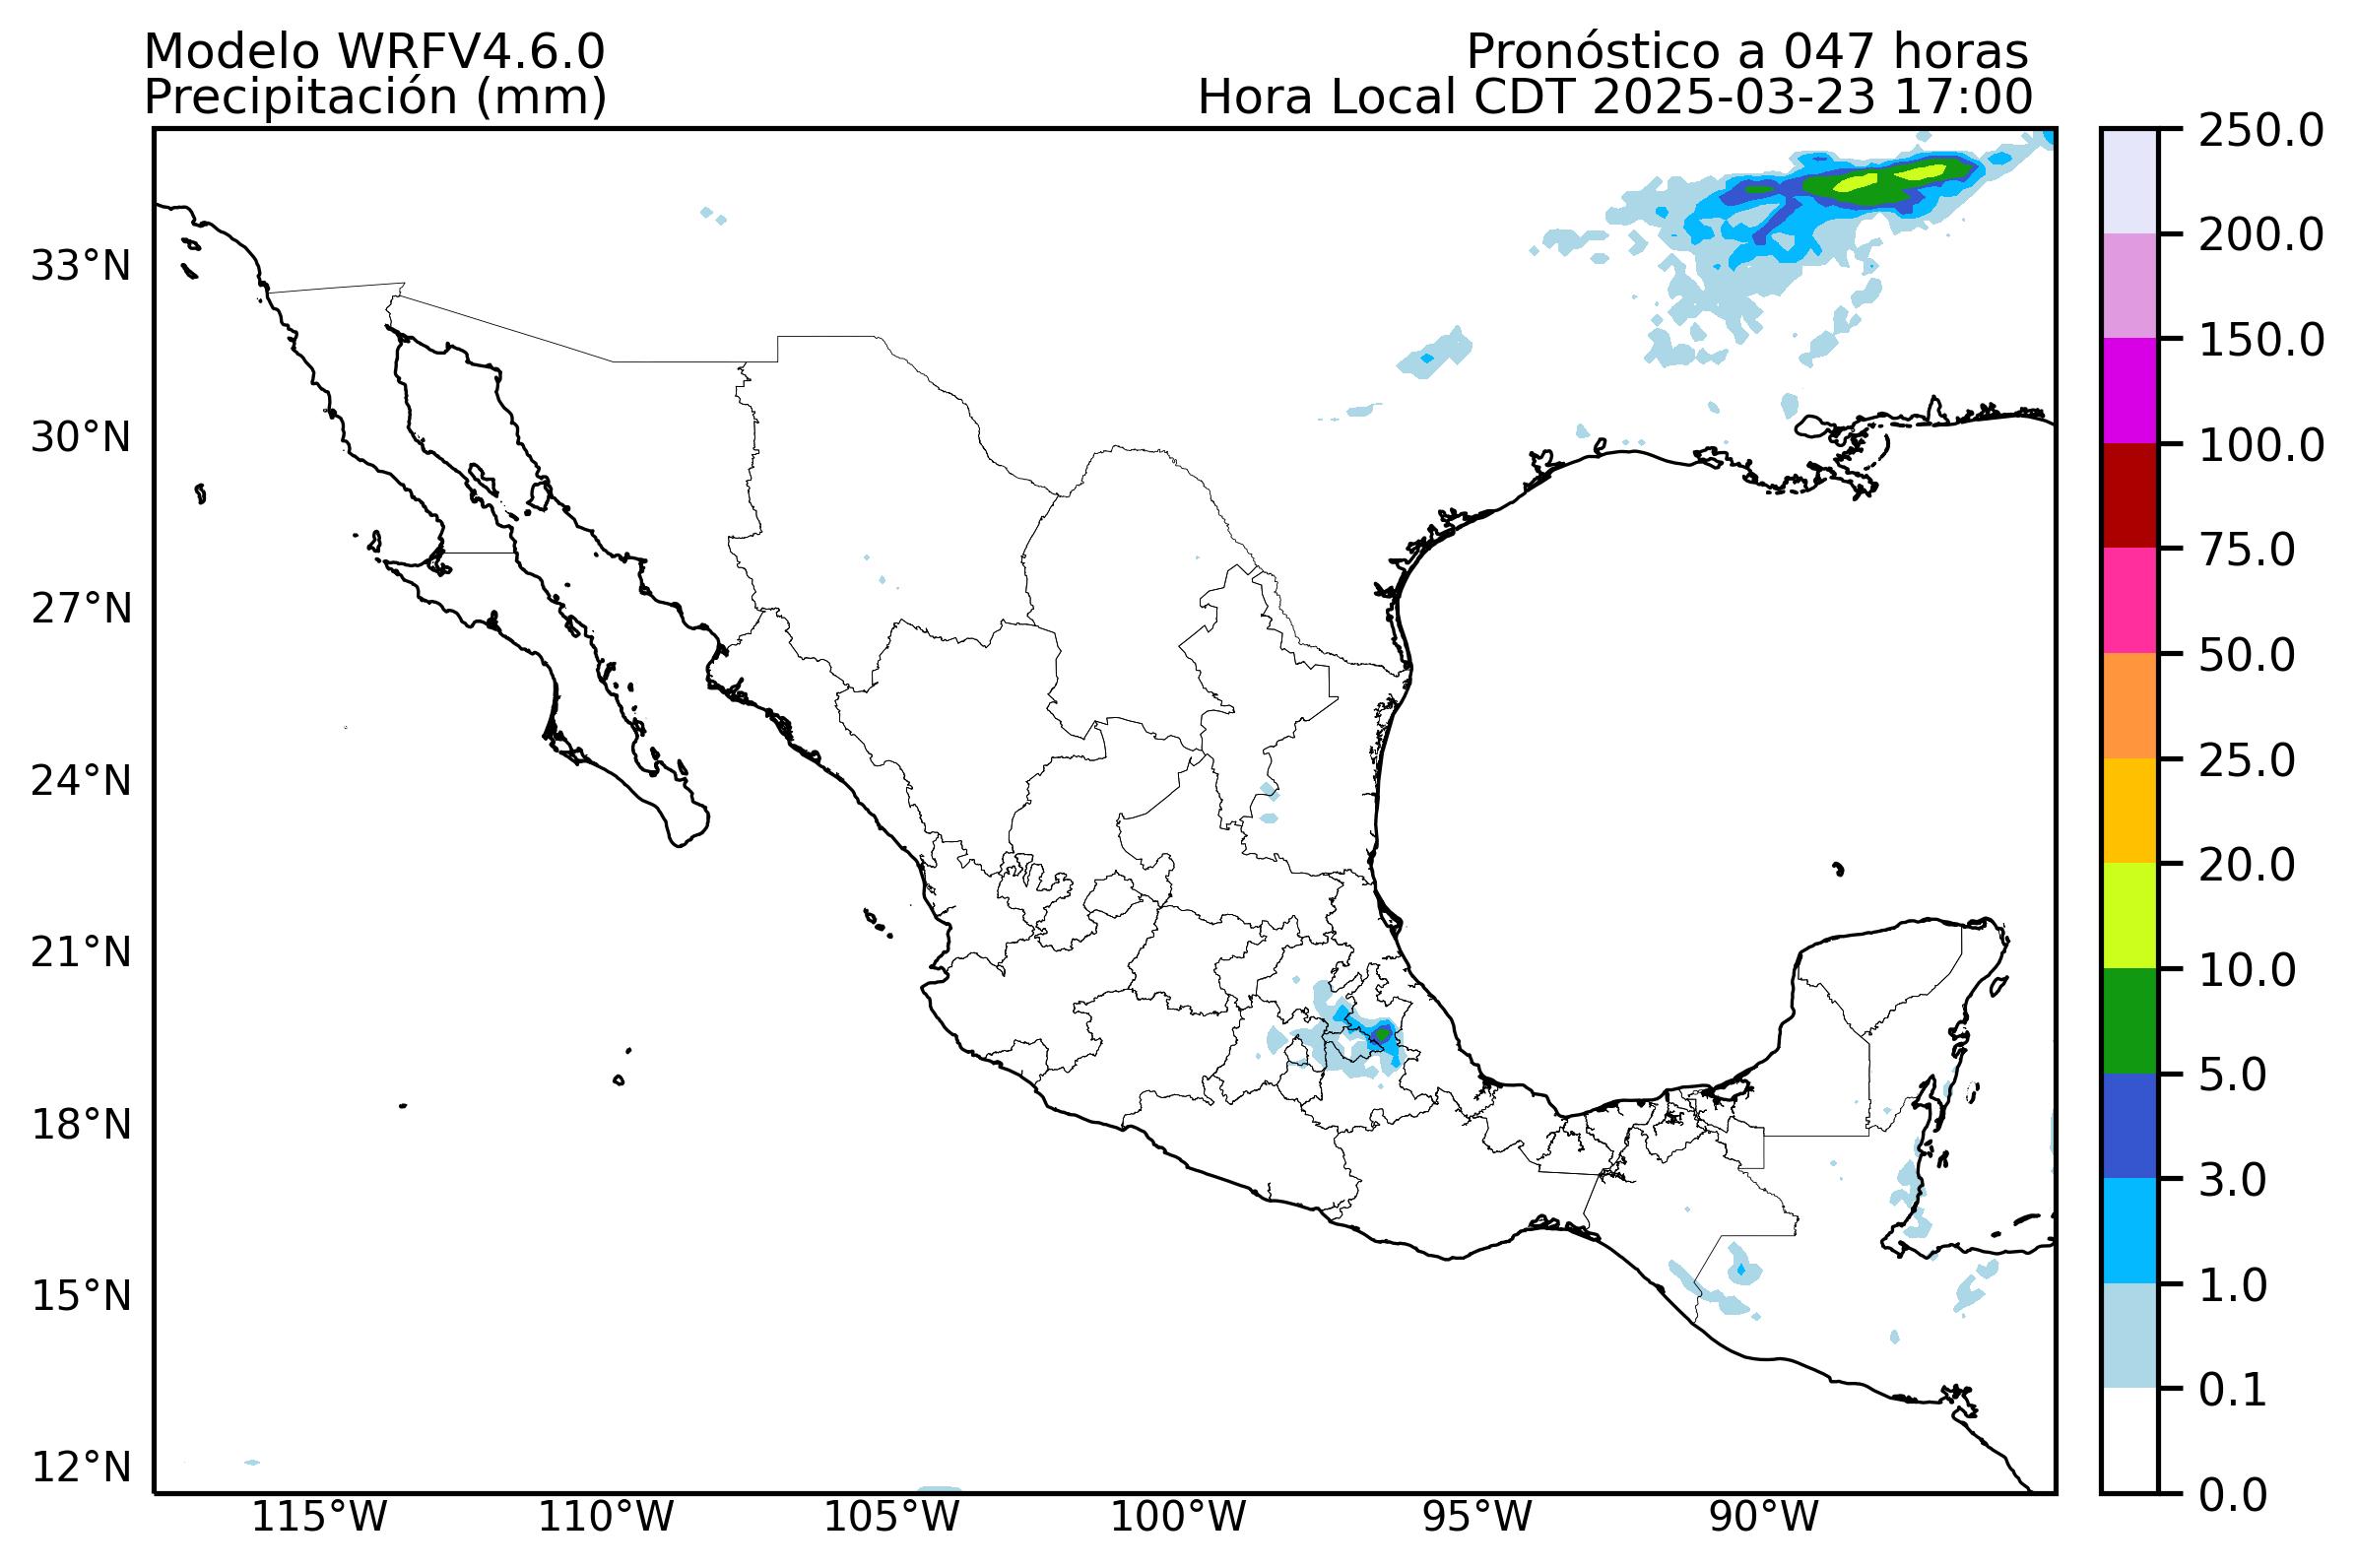 Modelo WRFV4.6.0
Precipitación (mm)
Pronóstico a 047 horas
Hora Local CDT 2025-03-23 17:00
33°N
30°N
27°N
24°N
21°N
18°N
15°N
12°N
115°W
110°W
105°W
100°W
95°W
90°W
250.0
200.0
150.0
100.0
75.0
50.0
25.0
20.0
10.0
5.0
3.0
1.0
0.1
0.0